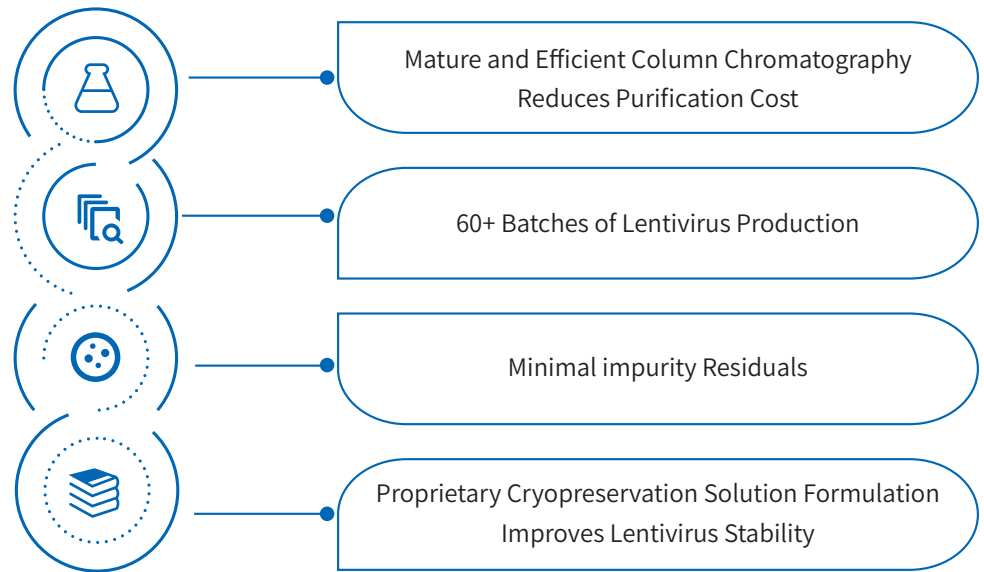 Mature and Efficient Column Chromatography
Reduces Purification Cost
60+ Batches of Lentivirus Production
Minimal impurity Residuals
Proprietary Cryopreservation Solution Formulation
Improves Lentivirus Stability